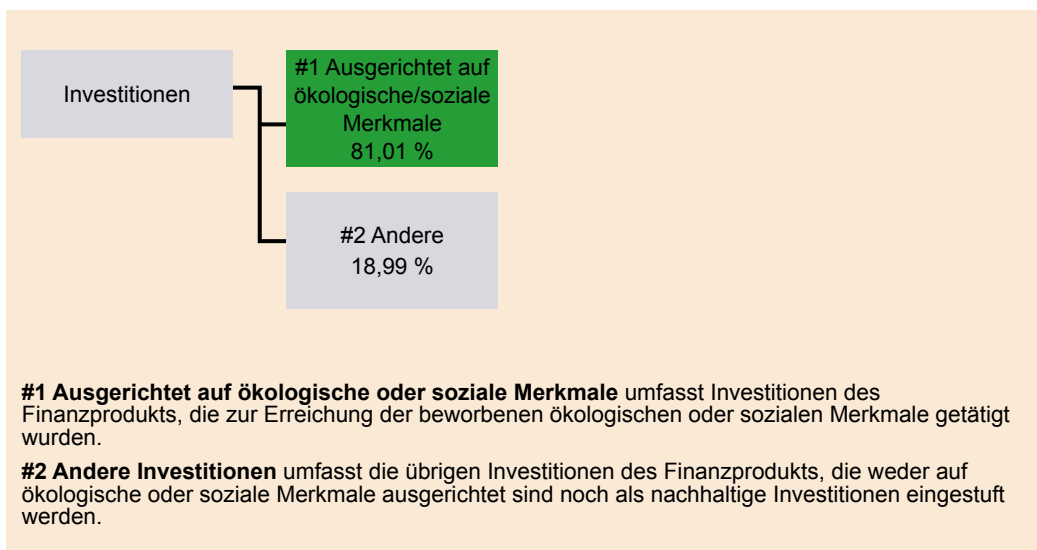 Investitionen
#1 Ausgerichtet auf
ökologische/soziale
Merkmale
81,01 %
#2 Andere
18,99 %
#1 Ausgerichtet auf ökologische oder soziale Merkmale umfasst Investitionen des
Finanzprodukts, die zur Erreichung der beworbenen ökologischen oder sozialen Merkmale getätigt
wurden.
#2 Andere Investitionen umfasst die übrigen Investitionen des Finanzprodukts, die weder auf
ökologische oder soziale Merkmale ausgerichtet sind noch als nachhaltige Investitionen eingestuft
werden.